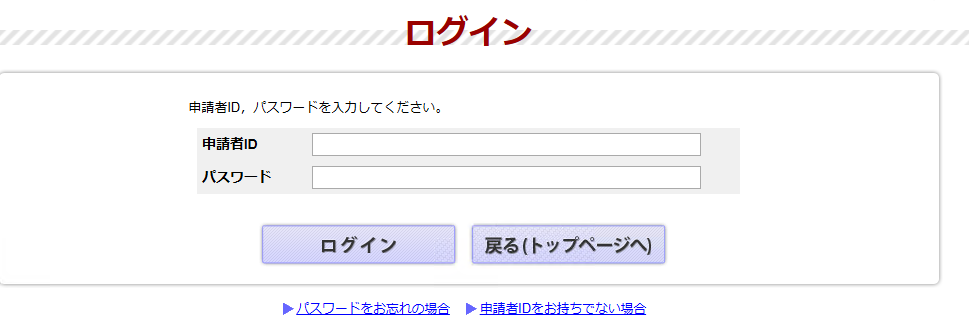 ログイン
申請者ID，パスワードを入力してください。
申請者ID
パスワード
ログイン 戻る(トップページへ)
パスワードをお忘れの場合 申請者IDをお持ちでない場合